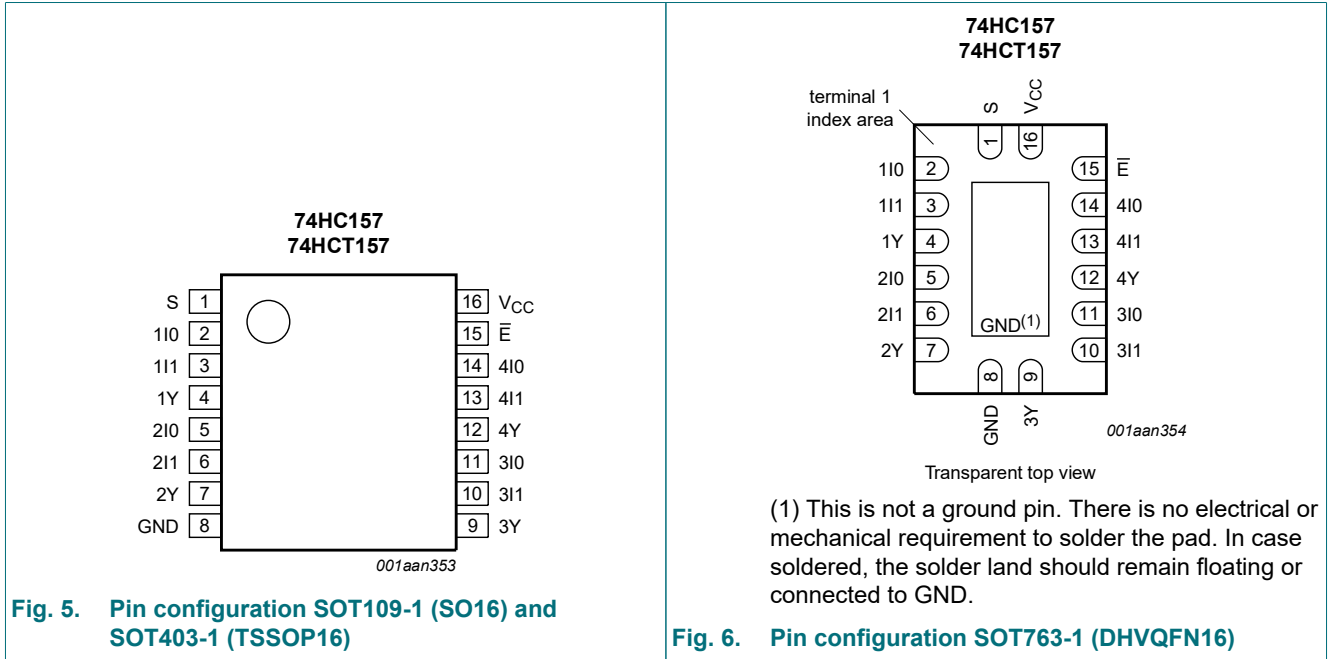 74HC157
74HCT157
S 1
1I0 2
1I1 3
1Y 4
2I0 5
2I1 6
2Y 7
GND 8
16 VCC
15 E̅
14 4I0
13 4I1
12 4Y
11 3I0
10 3I1
9 3Y
001aan353
Fig. 5. Pin configuration SOT109-1 (SO16) and
SOT403-1 (TSSOP16)
74HC157
74HCT157
terminal 1
index area
S
VCC
1
16
1I0 2
1I1 3
1Y 4
2I0 5
2I1 6
2Y 7
15 E̅
14 4I0
13 4I1
12 4Y
11 3I0
10 3I1
GND(1)
8
9
GND
3Y
001aan354
Transparent top view
(1) This is not a ground pin. There is no electrical or
mechanical requirement to solder the pad. In case
soldered, the solder land should remain floating or
connected to GND.
Fig. 6. Pin configuration SOT763-1 (DHVQFN16)